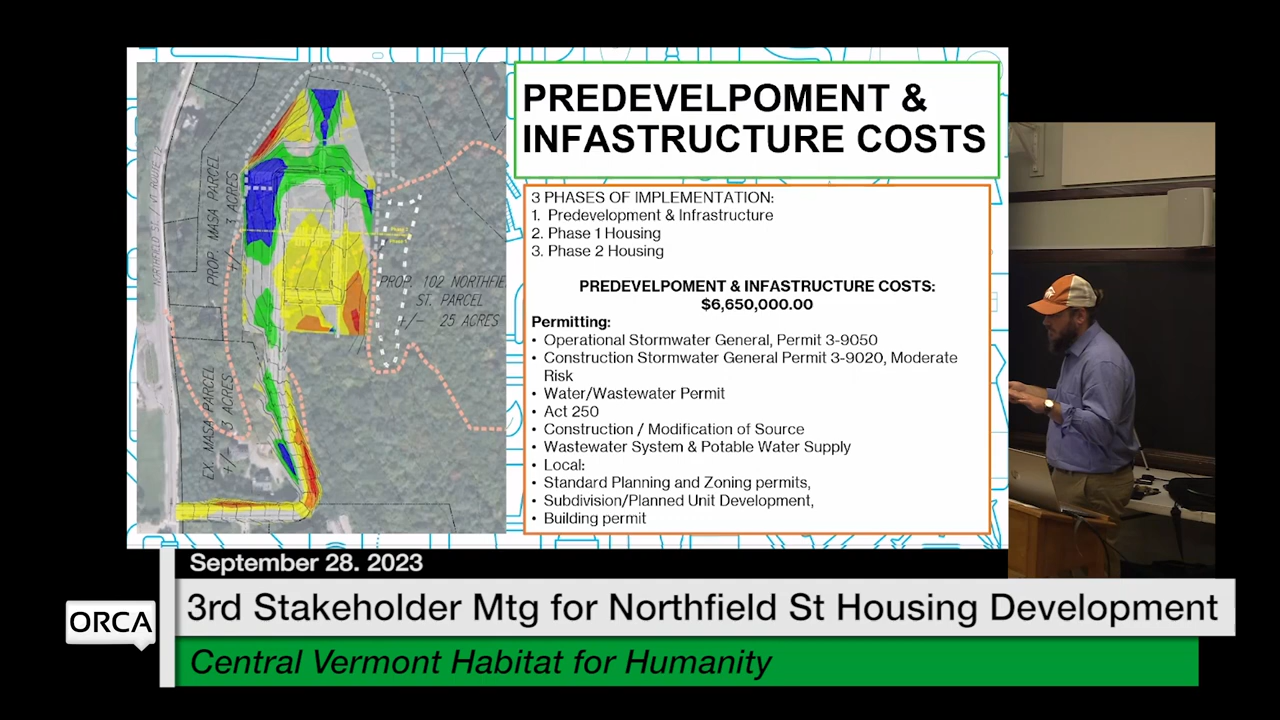 PREDEVELPOMENT &
INFASTRUCTURE COSTS
3 PHASES OF IMPLEMENTATION:
1. Predevelopment & Infrastructure
2. Phase 1 Housing
3. Phase 2 Housing
PREDEVELPOMENT & INFASTRUCTURE COSTS:
$6,650,000.00
Permitting:
• Operational Stormwater General, Permit 3-9050
• Construction Stormwater General Permit 3-9020, Moderate
Risk
• Water/Wastewater Permit
• Act 250
• Construction / Modification of Source
• Wastewater System & Potable Water Supply
• Local:
• Standard Planning and Zoning permits,
• Subdivision/Planned Unit Development,
• Building permit
NORTHFIELD ST. /
PROP. MASA PARCEL
+/- 3 ACRES
PROP. 102 NORTHFIE
ST. PARCEL
+/- 25 ACRES
EX. MASA PARCEL
+/- 3 ACRES
September 28. 2023
ORCA
3rd Stakeholder Mtg for Northfield St Housing Development
Central Vermont Habitat for Humanity